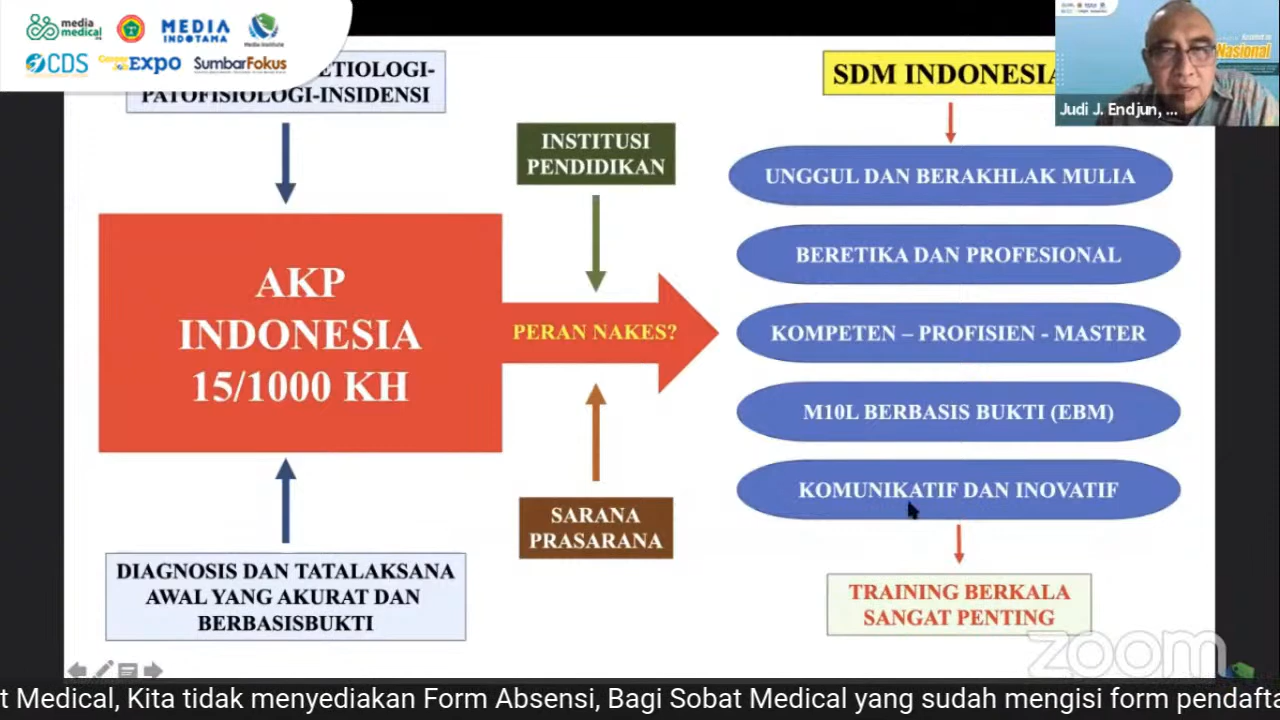 media
medical
MEDIA
INDOTAMA
Media Institute
CDS
Expo
SumbarFokus
ETIOLOGI-
PATOFISIOLOGI-INSIDENSI
SDM INDONESIA
Nasional
Judi J. Endjun, ...
INSTITUSI
PENDIDIKAN
UNGGUL DAN BERAKHLAK MULIA
BERETIKA DAN PROFESIONAL
AKP
INDONESIA
15/1000 KH
PERAN NAKES?
KOMPETEN – PROFISIEN - MASTER
M10L BERBASIS BUKTI (EBM)
KOMUNIKATIF DAN INOVATIF
SARANA
PRASARANA
DIAGNOSIS DAN TATALAKSANA
AWAL YANG AKURAT DAN
BERBASISBUKTI
TRAINING BERKALA
SANGAT PENTING
zoom
t Medical, Kita tidak menyediakan Form Absensi, Bagi Sobat Medical yang sudah mengisi form pendafta